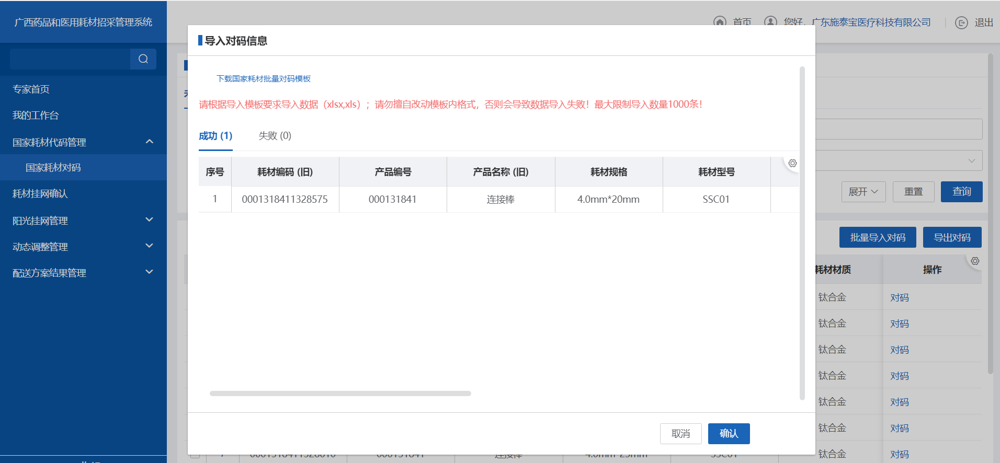 广西药品和医用耗材招采管理系统
首页
您好，广东施泰宝医疗科技有限公司
退出
专家首页
我的工作台
国家耗材代码管理
国家耗材对码
耗材挂网确认
阳光挂网管理
动态调整管理
配送方案结果管理
导入对码信息
下载国家耗材批量对码模板
请根据导入模板要求导入数据（xlsx,xls）；请勿擅自改动模板内格式，否则会导致数据导入失败！最大限制导入数量1000条！
成功 (1) 失败 (0)
序号 耗材编码 (旧) 产品编号 产品名称 (旧) 耗材规格 耗材型号
1 0001318411328575 000131841 连接棒 4.0mm*20mm SSC01
取消 确认
展开 重置 查询
批量导入对码 导出对码
耗材材质 操作
钛合金 对码
钛合金 对码
钛合金 对码
钛合金 对码
钛合金 对码
钛合金 对码
钛合金 对码